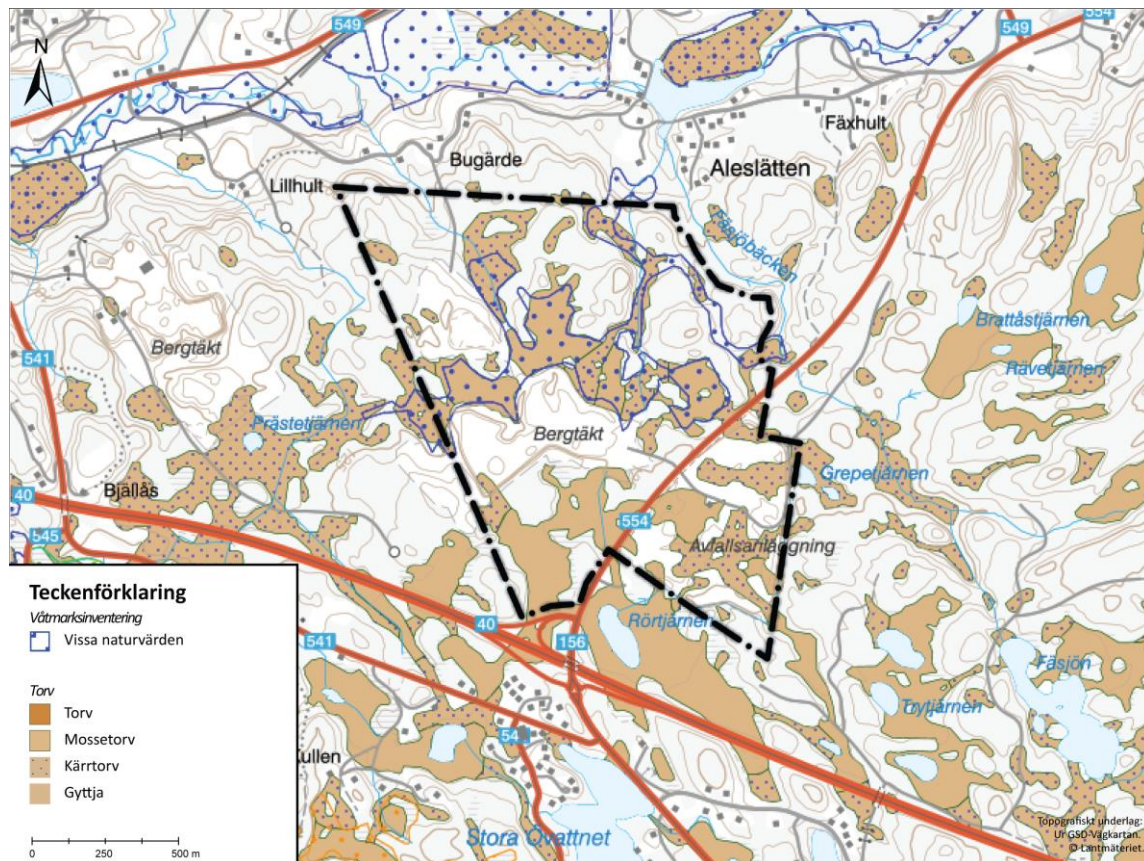 549
554
549
N
Fäxhult
Bugärde
Aleslätten
Lillhult
Fäsjöbäcken
Brattåstjärnen
Bergtäkt
541
Rävetjärnen
Prästetjärnen
Bergtäkt
Grepetjärnen
Bjällås
40
554
545
Avfallsanläggning
Teckenförklaring
Våtmarksinventering
Vissa naturvärden
Torv
Torv
Mossetorv
Kärrtorv
Gyttja
0 250 500 m
40
Rörtjärnen
541
156
Fäsjön
Trytjärnen
Kullen
Stora Övattnet
Topografiskt underlag:
Ur GSD-Vägkartan.
© Lantmäteriet